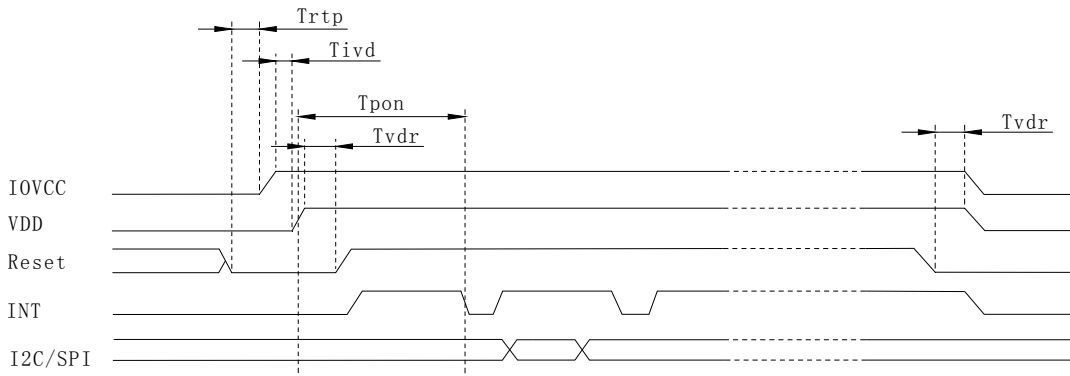 Trtp
Tivd
Tpon
Tvdr
Tvdr
IOVCC
VDD
Reset
INT
I2C/SPI